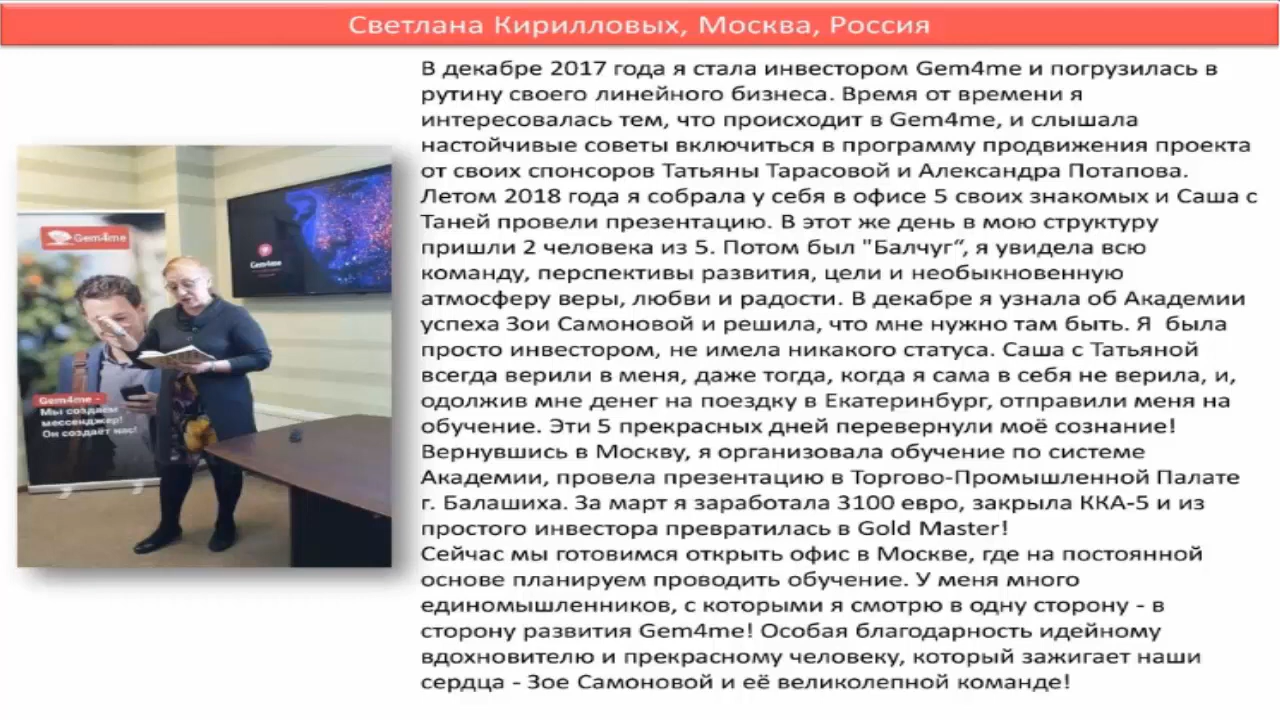 Светлана Кирилловых, Москва, Россия
В декабре 2017 года я стала инвестором Gem4me и погрузилась в
рутину своего линейного бизнеса. Время от времени я
интересовалась тем, что происходит в Gem4me, и слышала
настойчивые советы включиться в программу продвижения проекта
от своих спонсоров Татьяны Тарасовой и Александра Потапова.
Летом 2018 года я собрала у себя в офисе 5 своих знакомых и Саша с
Таней провели презентацию. В этот же день в мою структуру
пришли 2 человека из 5. Потом был "Балчуг“, я увидела всю
команду, перспективы развития, цели и необыкновенную
атмосферу веры, любви и радости. В декабре я узнала об Академии
успеха Зои Самоновой и решила, что мне нужно там быть. Я  была
просто инвестором, не имела никакого статуса. Саша с Татьяной
всегда верили в меня, даже тогда, когда я сама в себя не верила, и,
одолжив мне денег на поездку в Екатеринбург, отправили меня на
обучение. Эти 5 прекрасных дней перевернули моё сознание!
Вернувшись в Москву, я организовала обучение по системе
Академии, провела презентацию в Торгово-Промышленной Палате
г. Балашиха. За март я заработала 3100 евро, закрыла ККА-5 и из
простого инвестора превратилась в Gold Master!
Сейчас мы готовимся открыть офис в Москве, где на постоянной
основе планируем проводить обучение. У меня много
единомышленников, с которыми я смотрю в одну сторону - в
сторону развития Gem4me! Особая благодарность идейному
вдохновителю и прекрасному человеку, который зажигает наши
сердца - Зое Самоновой и её великолепной команде!
Gem4me
Gem4me
Gem4me -
Мы создаём
мессенджер!
Он создаёт нас!